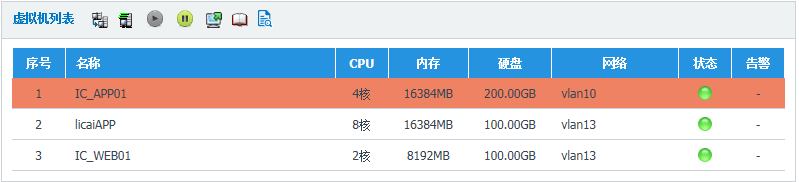 虚拟机列表
序号 名称 CPU 内存 硬盘 网络 状态 告警
1 IC_APP01 4核 16384MB 200.00GB vlan10 -
2 licaiAPP 8核 16384MB 100.00GB vlan13 -
3 IC_WEB01 2核 8192MB 100.00GB vlan13 -